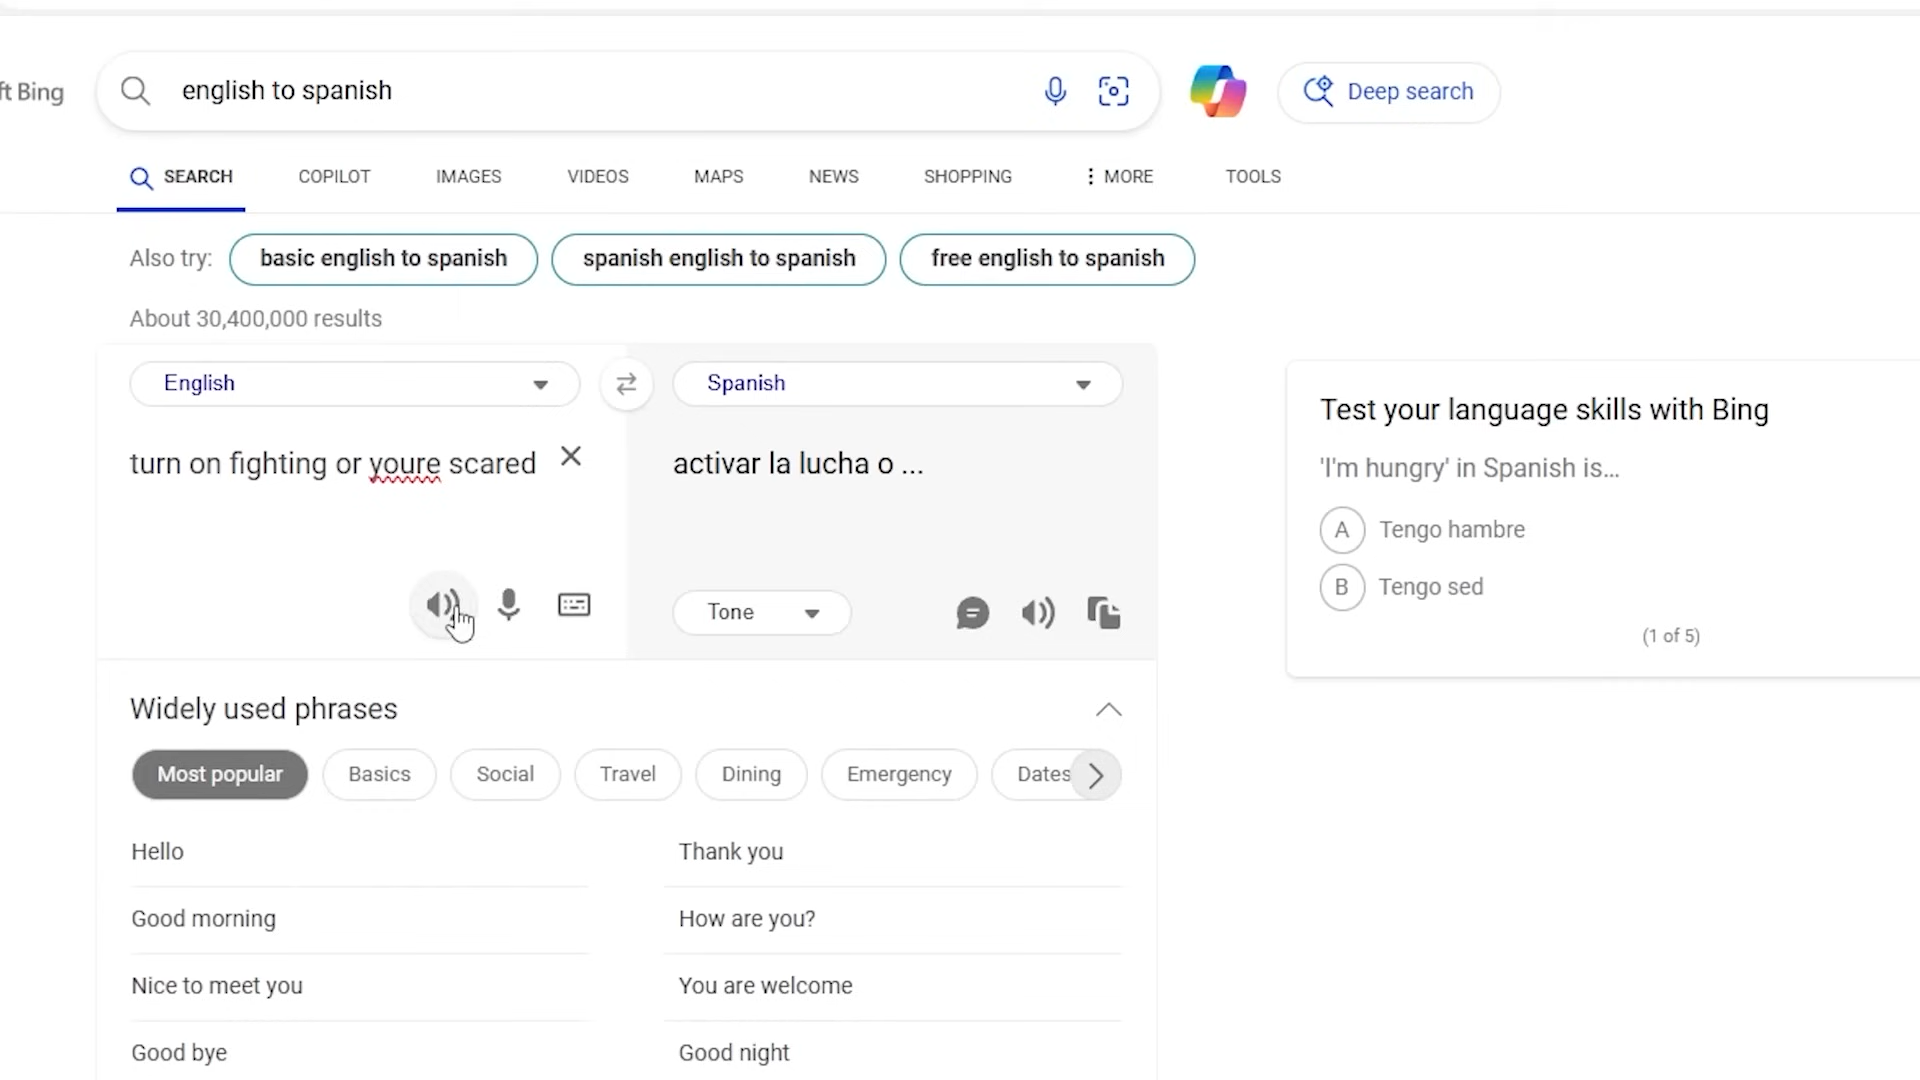 ft Bing
english to spanish
Deep search
SEARCH COPILOT IMAGES VIDEOS MAPS NEWS SHOPPING MORE TOOLS
Also try: basic english to spanish spanish english to spanish free english to spanish
About 30,400,000 results
English Spanish
turn on fighting or youre scared activar la lucha o ...
Tone
Test your language skills with Bing
'I'm hungry' in Spanish is...
A Tengo hambre
B Tengo sed
(1 of 5)
Widely used phrases
Most popular Basics Social Travel Dining Emergency Dates
Hello Thank you
Good morning How are you?
Nice to meet you You are welcome
Good bye Good night